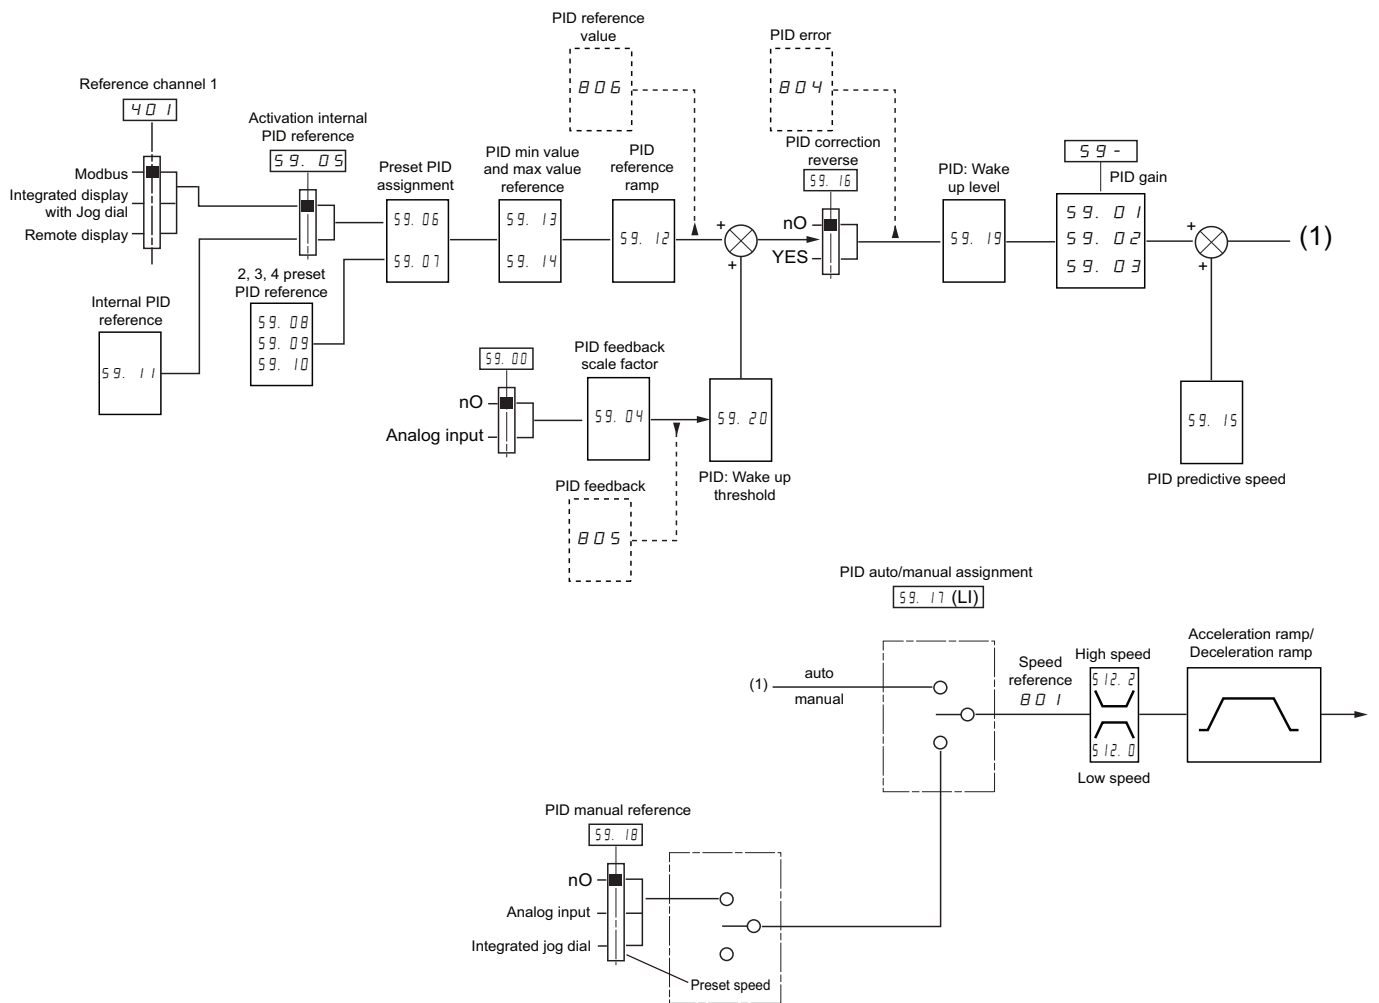 PID reference
value
806
PID error
804
Reference channel 1
401
Modbus
Integrated display
with Jog dial
Remote display
Activation internal
PID reference
59. 05
Preset PID
assignment
59. 06
59. 07
PID min value
and max value
reference
59. 13
59. 14
PID
reference
ramp
59. 12
+
+
PID correction
reverse
59. 16
nO
YES
PID: Wake
up level
59. 19
59-
PID gain
59. 01
59. 02
59. 03
+
+
(1)
Internal PID
reference
59. 11
2, 3, 4 preset
PID reference
59. 08
59. 09
59. 10
59. 00
nO
Analog input
PID feedback
scale factor
59. 04
59. 20
PID: Wake up
threshold
PID feedback
805
59. 15
PID predictive speed
PID auto/manual assignment
59. 17 (LI)
(1)
auto
manual
Speed
reference
801
High speed
512. 2
512. 0
Low speed
Acceleration ramp/
Deceleration ramp
PID manual reference
59. 18
nO
Analog input
Integrated jog dial
Preset speed